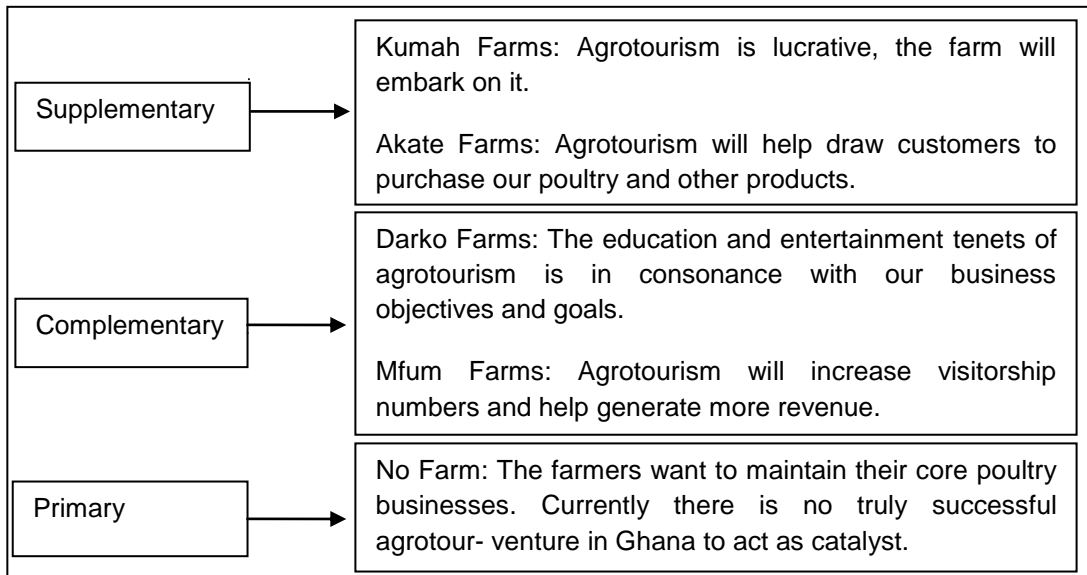 Supplementary
Kumah Farms: Agrotourism is lucrative, the farm will
embark on it.
Akate Farms: Agrotourism will help draw customers to
purchase our poultry and other products.
Complementary
Darko Farms: The education and entertainment tenets of
agrotourism is in consonance with our business
objectives and goals.
Mfum Farms: Agrotourism will increase visitorship
numbers and help generate more revenue.
Primary
No Farm: The farmers want to maintain their core poultry
businesses. Currently there is no truly successful
agrotour- venture in Ghana to act as catalyst.